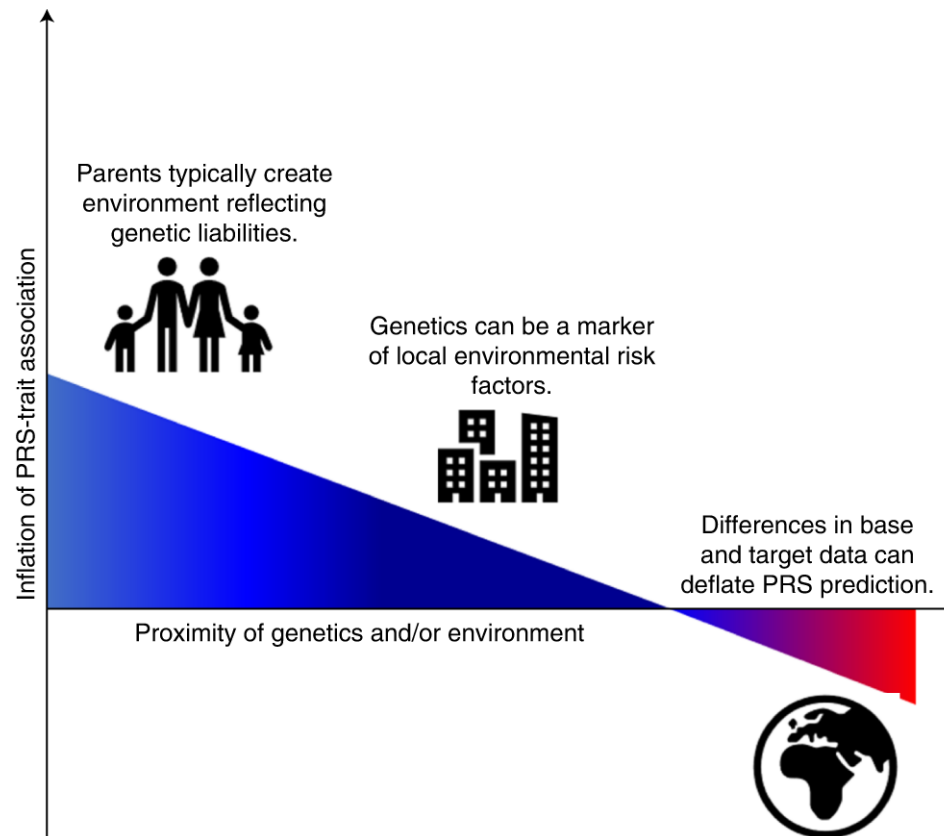 Parents typically create
environment reflecting
genetic liabilities.
Genetics can be a marker
of local environmental risk
factors.
Differences in base
and target data can
deflate PRS prediction.
Inflation of PRS-trait association
Proximity of genetics and/or environment